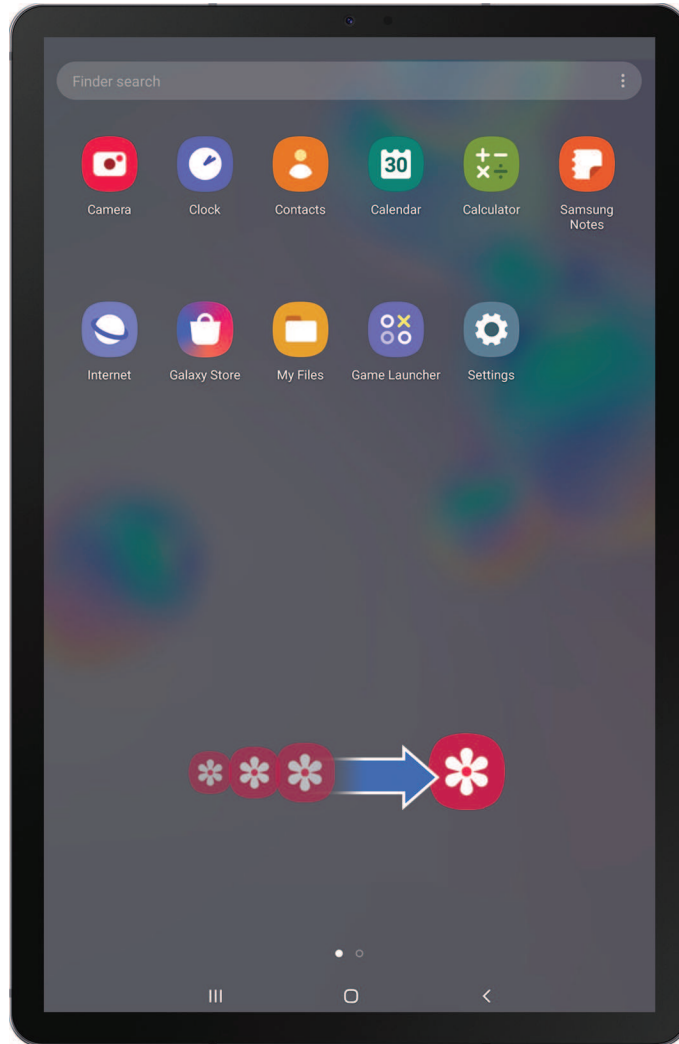 Finder search
Camera
Clock
Contacts
30
Calendar
Calculator
Samsung
Notes
Internet
Galaxy Store
My Files
Game Launcher
Settings